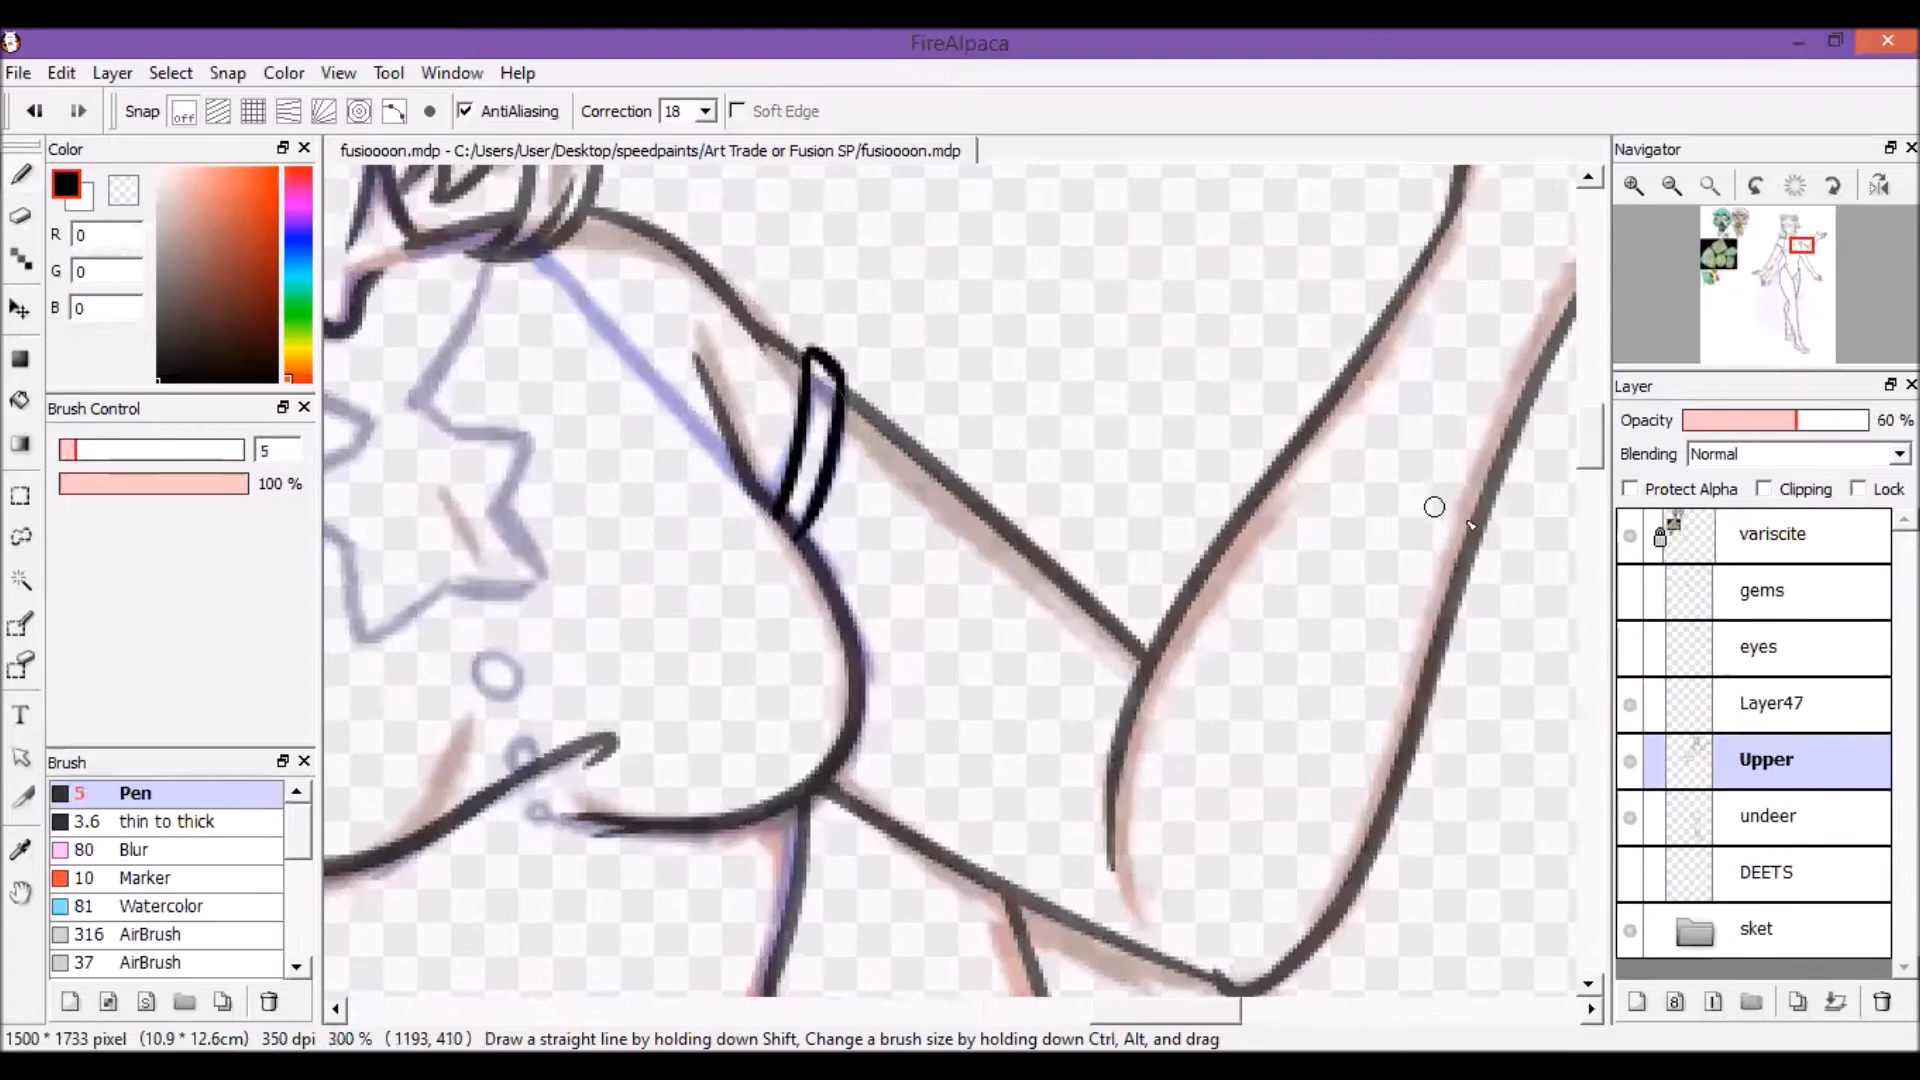 FireAlpaca
File Edit Layer Select Snap Color View Tool Window Help
Snap off AntiAliasing Correction 18 Soft Edge
Color
fusioooon.mdp - C:/Users/User/Desktop/speedpaints/Art Trade or Fusion SP/fusioooon.mdp
Navigator
R 0
G 0
B 0
Layer
Brush Control
Opacity 60 %
5
Blending Normal
100 %
Protect Alpha Clipping Lock
variscite
gems
eyes
Layer47
Upper
undeer
DEETS
sket
Brush
5 Pen
3.6 thin to thick
80 Blur
10 Marker
81 Watercolor
316 AirBrush
37 AirBrush
1500 * 1733 pixel (10.9 * 12.6cm) 350 dpi 300 % ( 1193, 410 ) Draw a straight line by holding down Shift, Change a brush size by holding down Ctrl, Alt, and drag